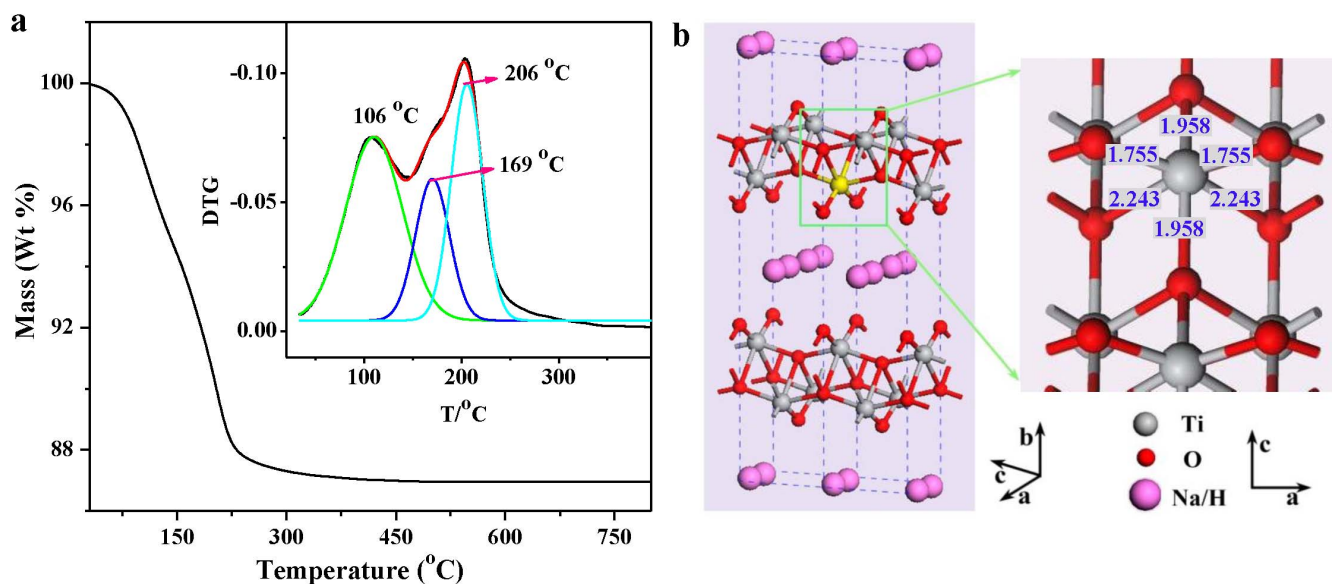 a
Mass (Wt %)
100
96
92
88
150
300
450
600
750
Temperature (°C)
DTG
-0.10
-0.05
0.00
100
200
300
T/°C
106 °C
206 °C
169 °C
b
1.958
1.755
1.755
2.243
2.243
1.958
b
c
a
Ti
O
Na/H
c
a